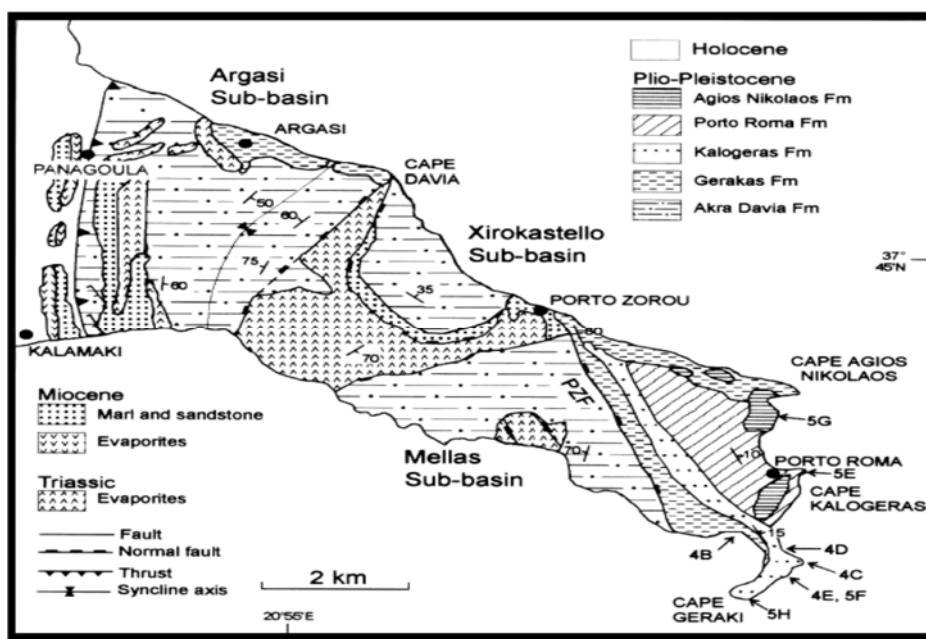 Holocene
Plio-Pleistocene
Agios Nikolaos Fm
Porto Roma Fm
Kalogeras Fm
Gerakas Fm
Akra Davia Fm
Argasi
Sub-basin
ARGASI
PANAGOULA
CAPE
DAVIA
50
60
Xirokastello
Sub-basin
37°
45'N
75
60
35
PORTO ZOROU
60
KALAMAKI
70
CAPE AGIOS
NIKOLAOS
PZF
5G
Miocene
Marl and sandstone
Evaporites
Mellas
Sub-basin
70
10
PORTO ROMA
5E
CAPE
KALOGERAS
Triassic
Evaporites
Fault
Normal fault
Thrust
Syncline axis
2 km
15
4B
4D
4C
4E, 5F
5H
CAPE
GERAKI
20°55'E